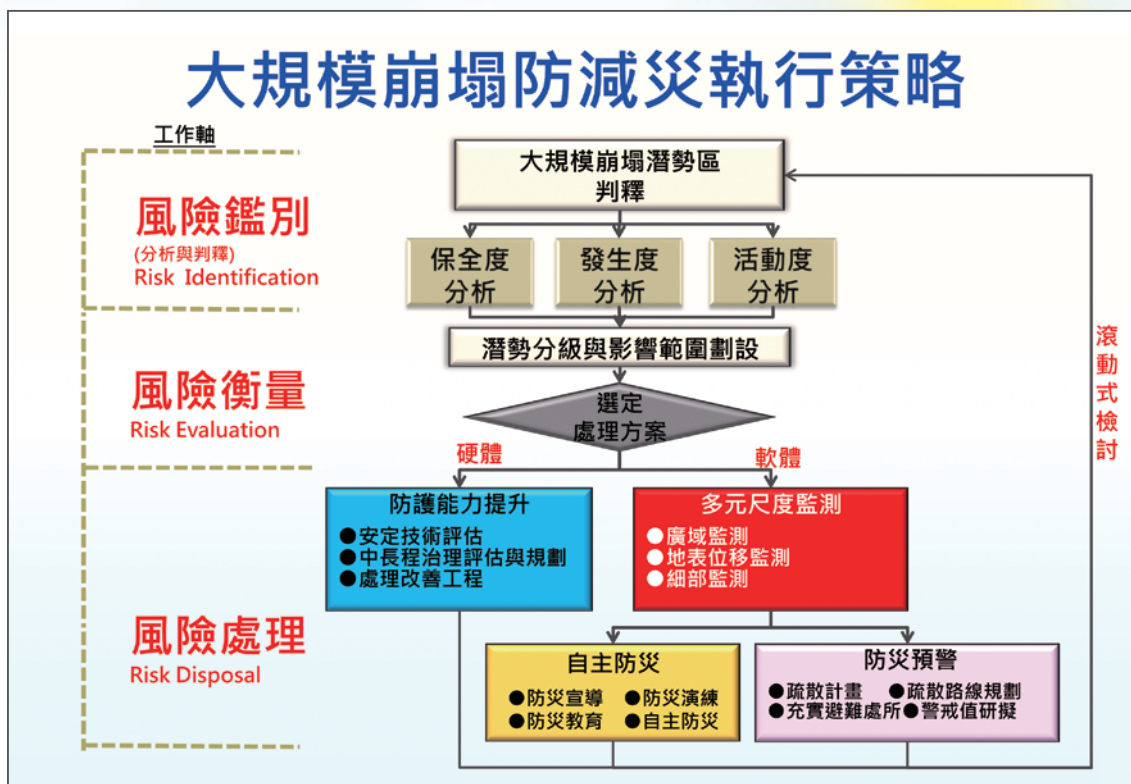 大規模崩塌防減災執行策略
工作軸
風險鑑別
(分析與判釋)
Risk Identification
大規模崩塌潛勢區
判釋
保全度
分析
發生度
分析
活動度
分析
潛勢分級與影響範圍劃設
風險衡量
Risk Evaluation
選定
處理方案
硬體
軟體
滾動式檢討
防護能力提升
●安定技術評估
●中長程治理評估與規劃
●處理改善工程
多元尺度監測
●廣域監測
●地表位移監測
●細部監測
風險處理
Risk Disposal
自主防災
●防災宣導 ●防災演練
●防災教育 ●自主防災
防災預警
●疏散計畫 ●疏散路線規劃
●充實避難處所●警戒值研擬